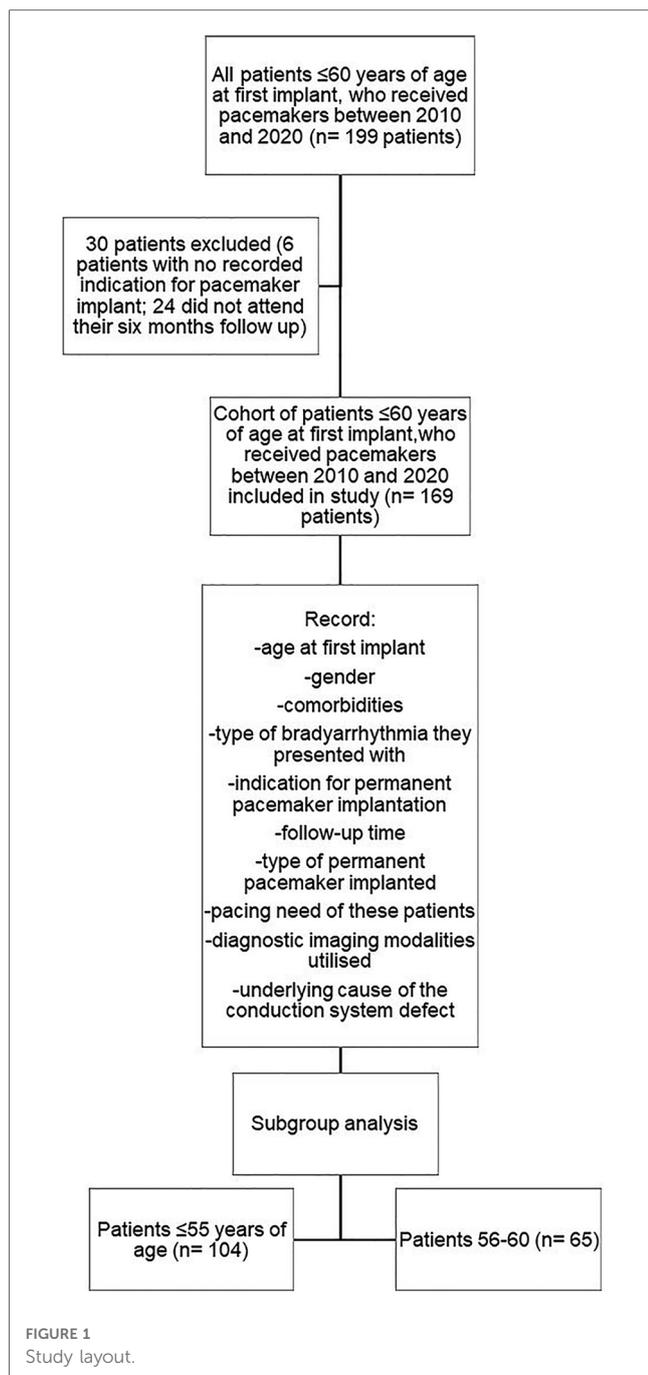 All patients ≤60 years of age
at first implant, who received
pacemakers between 2010
and 2020 (n= 199 patients)
30 patients excluded (6
patients with no recorded
indication for pacemaker
implant; 24 did not attend
their six months follow up)
Cohort of patients ≤60 years
of age at first implant,who
received pacemakers
between 2010 and 2020
included in study (n= 169
patients)
Record:
-age at first implant
-gender
-comorbidities
-type of bradyarrhythmia they
presented with
-indication for permanent
pacemaker implantation
-follow-up time
-type of permanent
pacemaker implanted
-pacing need of these patients
-diagnostic imaging modalities
utilised
-underlying cause of the
conduction system defect
Subgroup analysis
Patients ≤55 years of
age (n= 104)
Patients 56-60 (n= 65)
FIGURE 1
Study layout.